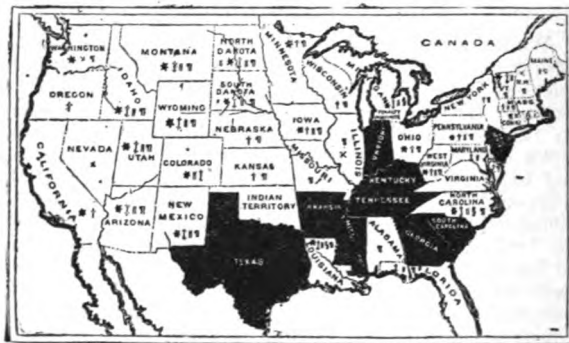 CANADA
WASHINGTON
MONTANA
NORTH
DAKOTA
MINNESOTA
WISCONSIN
MAINE
OREGON
IDAHO
WYOMING
SOUTH
DAKOTA
NEW YORK
NEVADA
UTAH
COLORADO
NEBRASKA
IOWA
ILLINOIS
OHIO
PENNSYLVANIA
CALIFORNIA
KANSAS
MISSOURI
WEST
VIRGINIA
MARYLAND
VIRGINIA
KENTUCKY
TENNESSEE
NORTH
CAROLINA
ARIZONA
NEW
MEXICO
INDIAN
TERRITORY
ARKANSAS
SOUTH
CAROLINA
GEORGIA
ALABAMA
TEXAS
LOUISIANA
FLORIDA